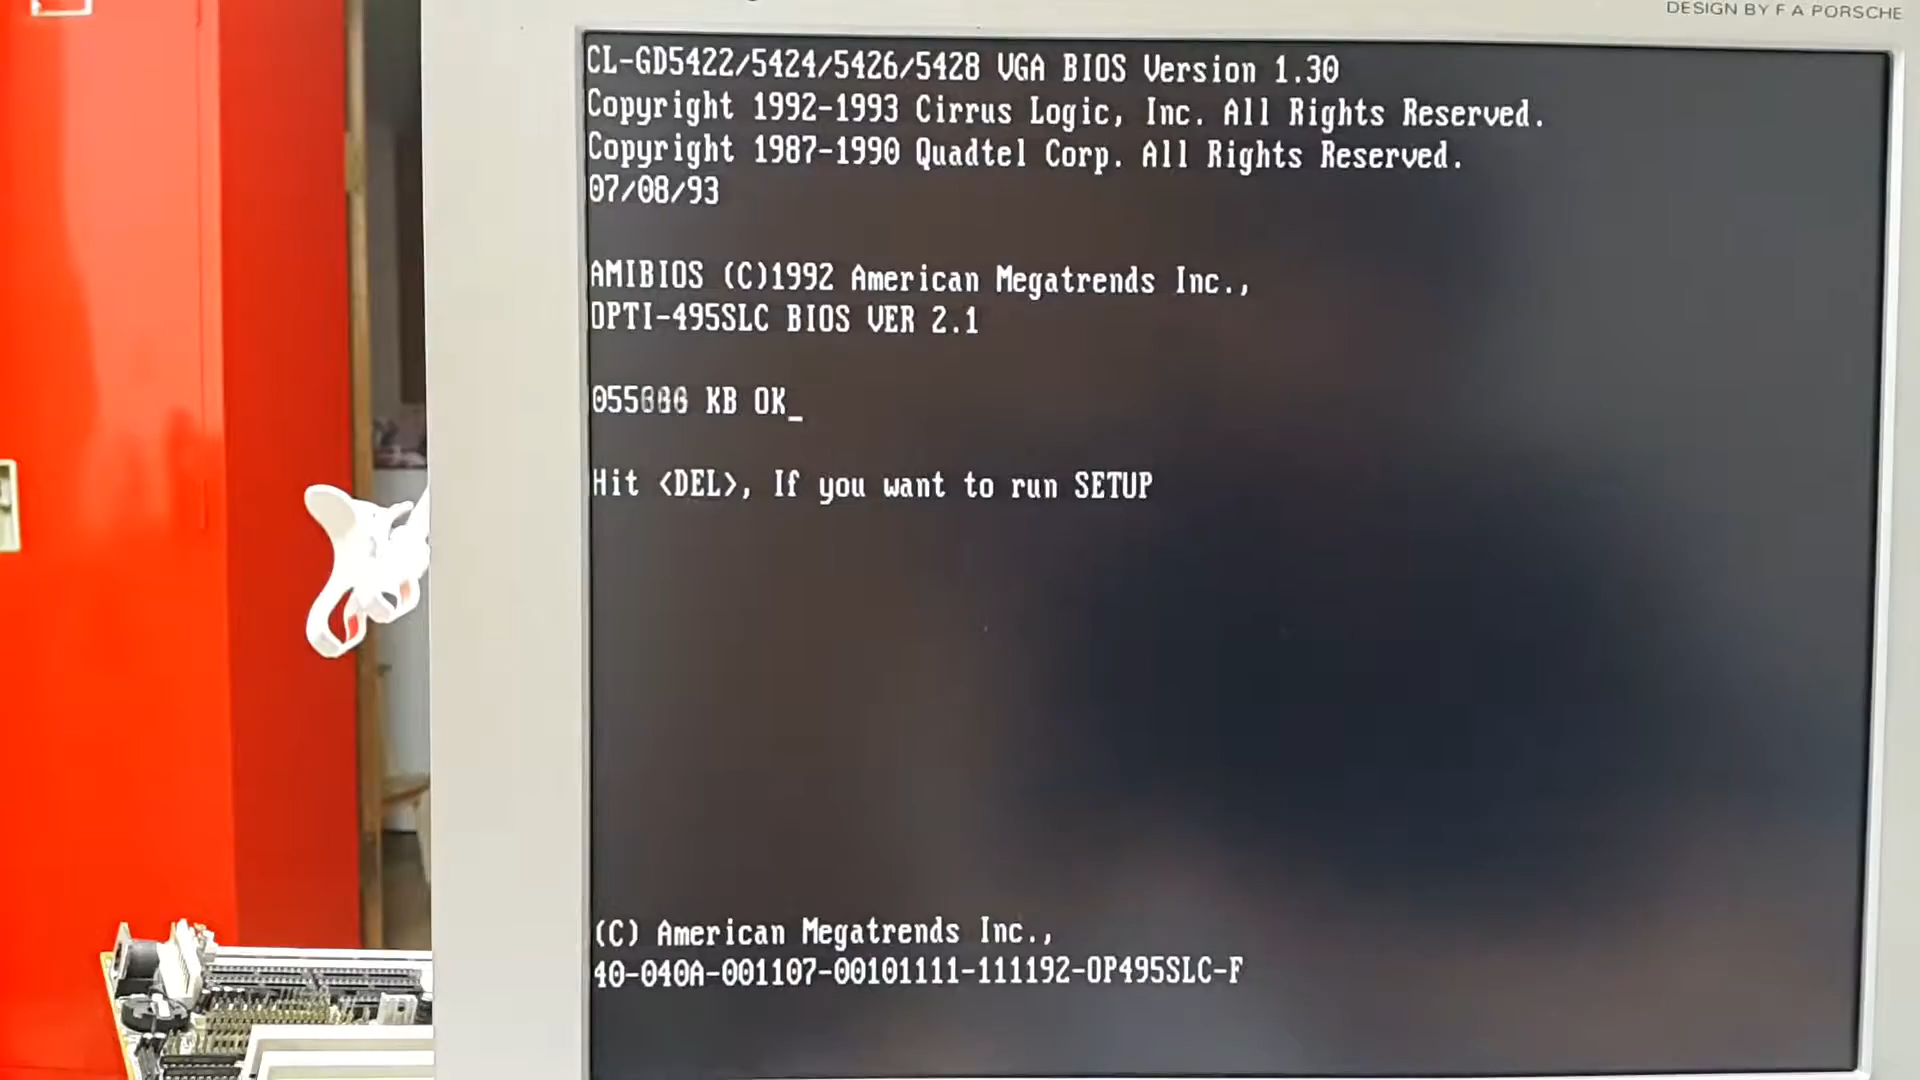 DESIGN BY F A PORSCHE
CL-GD5422/5424/5426/5428 VGA BIOS Version 1.30
Copyright 1992-1993 Cirrus Logic, Inc. All Rights Reserved.
Copyright 1987-1990 Quadtel Corp. All Rights Reserved.
07/08/93
AMIBIOS (C)1992 American Megatrends Inc.,
OPTI-495SLC BIOS VER 2.1
KB OK_
Hit <DEL>, If you want to run SETUP
(C) American Megatrends Inc.,
40-040A-001107-00101111-111192-OP495SLC-F